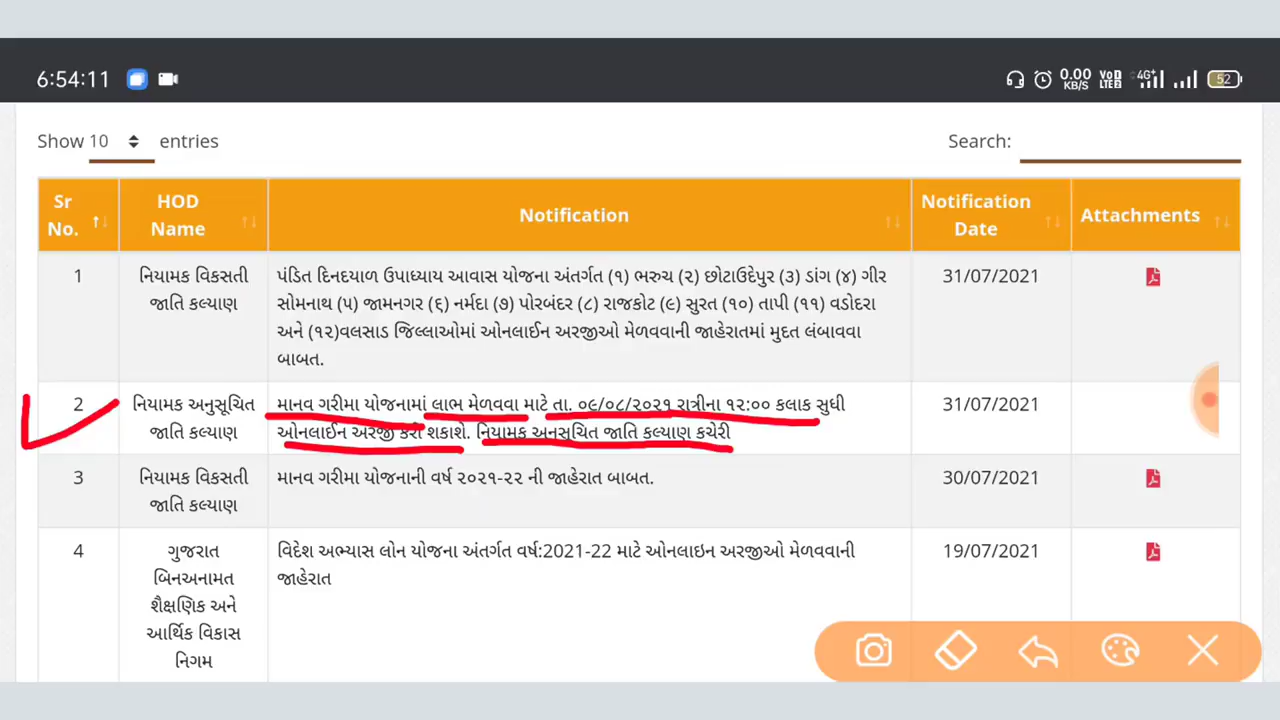 6:54:11 0.00 KB/S Vo LTE2 4G+ 52
Show 10 entries Search:
Sr No. HOD Name Notification Notification Date Attachments
1 નિયામક વિકસતી જાતિ કલ્યાણ
પંડિત દિનદયાળ ઉપાધ્યાય આવાસ યોજના અંતર્ગત (૧) ભરુચ (૨) છોટાઉદેપુર (૩) ડાંગ (૪) ગીર
સોમનાથ (૫) જામનગર (૬) નર્મદા (૭) પોરબંદર (૮) રાજકોટ (૯) સુરત (૧૦) તાપી (૧૧) વડોદરા
અને (૧૨)વલસાડ જિલ્લાઓમાં ઓનલાઈન અરજીઓ મેળવવાની જાહેરાતમાં મુદત લંબાવવા
બાબત.
31/07/2021
2 નિયામક અનુસૂચિત જાતિ કલ્યાણ
માનવ ગરીમા યોજનામાં લાભ મેળવવા માટે તા. ૦૯/૦૮/૨૦૨૧ રાત્રીના ૧૨:૦૦ કલાક સુધી
ઓનલાઈન અરજી કરી શકાશે. નિયામક અનુસૂચિત જાતિ કલ્યાણ કચેરી
31/07/2021
3 નિયામક વિકસતી જાતિ કલ્યાણ
માનવ ગરીમા યોજનાની વર્ષ ૨૦૨૧-૨૨ ની જાહેરાત બાબત.
30/07/2021
4 ગુજરાત બિનઅનામત શૈક્ષણિક અને આર્થિક વિકાસ નિગમ
વિદેશ અભ્યાસ લોન યોજના અંતર્ગત વર્ષ:2021-22 માટે ઓનલાઇન અરજીઓ મેળવવાની
જાહેરાત
19/07/2021